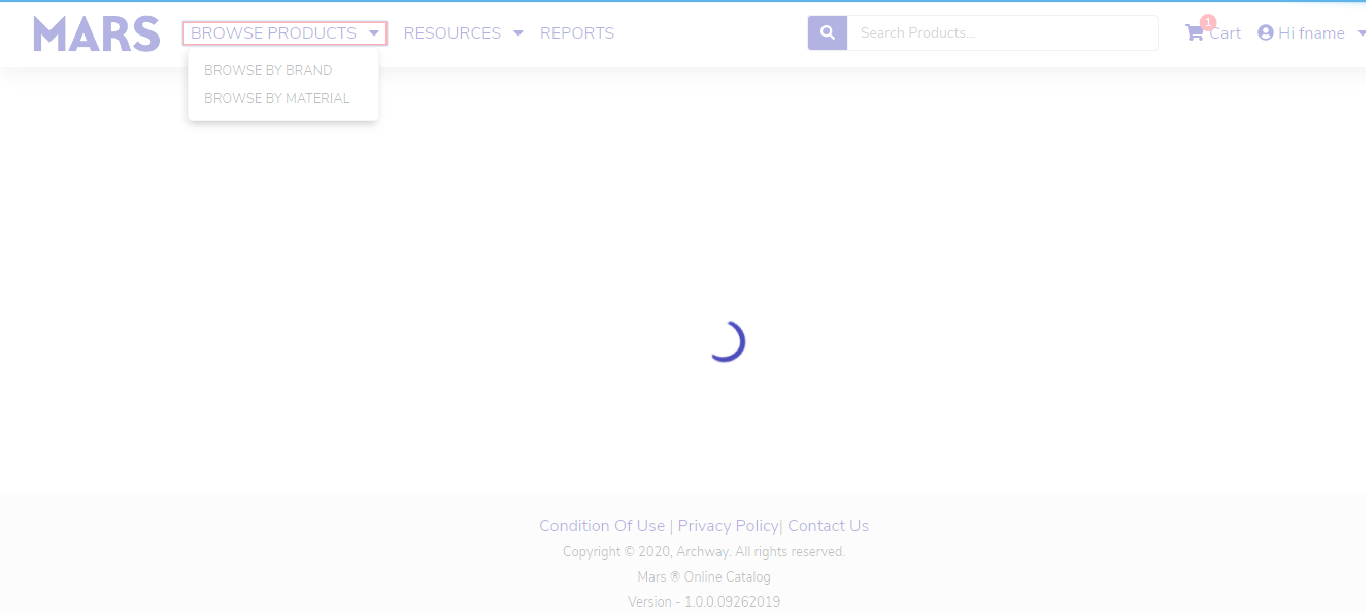 MARS BROWSE PRODUCTS RESOURCES REPORTS Search Products... 1 Cart Hi fname
BROWSE BY BRAND
BROWSE BY MATERIAL
Condition Of Use | Privacy Policy| Contact Us
Copyright © 2020, Archway. All rights reserved.
Mars ® Online Catalog
Version - 1.0.0.09262019